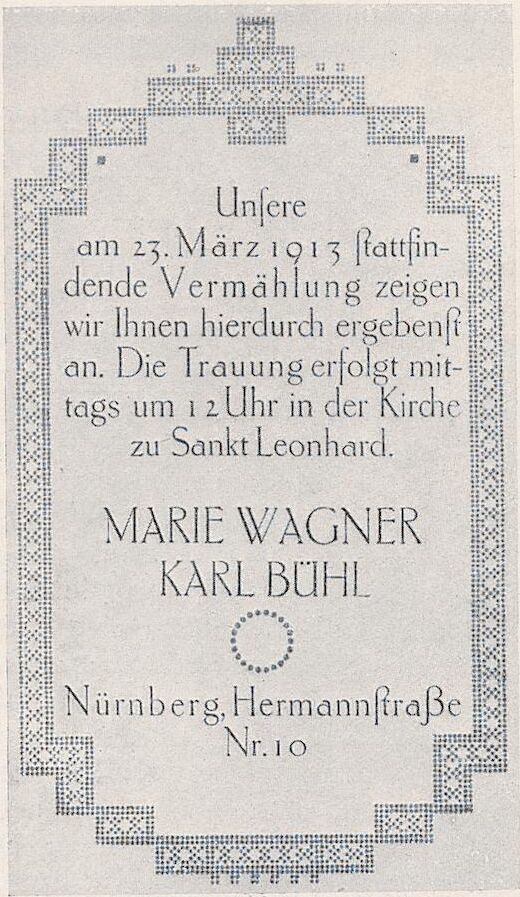 Unſere
am 23. März 1913 ſtattfin-
dende Vermählung zeigen
wir Ihnen hierdurch ergebenſt
an. Die Trauung erfolgt mit-
tags um 12 Uhr in der Kirche
zu Sankt Leonhard.
MARIE WAGNER
KARL BÜHL
Nürnberg, Hermannſtraße
Nr. 10